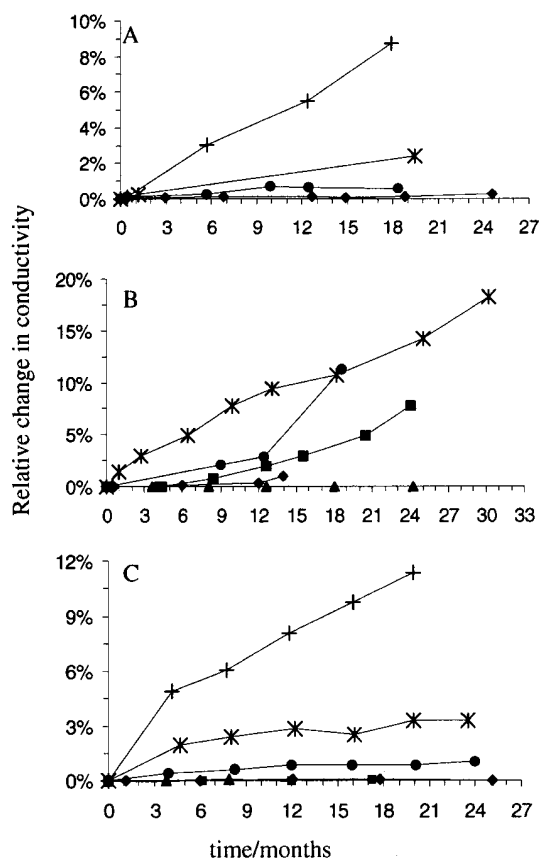 Relative change in conductivity
A
10%
8%
6%
4%
2%
0%
0 3 6 9 12 15 18 21 24 27
B
20%
15%
10%
5%
0%
0 3 6 9 12 15 18 21 24 27 30 33
C
12%
9%
6%
3%
0%
0 3 6 9 12 15 18 21 24 27
time/months